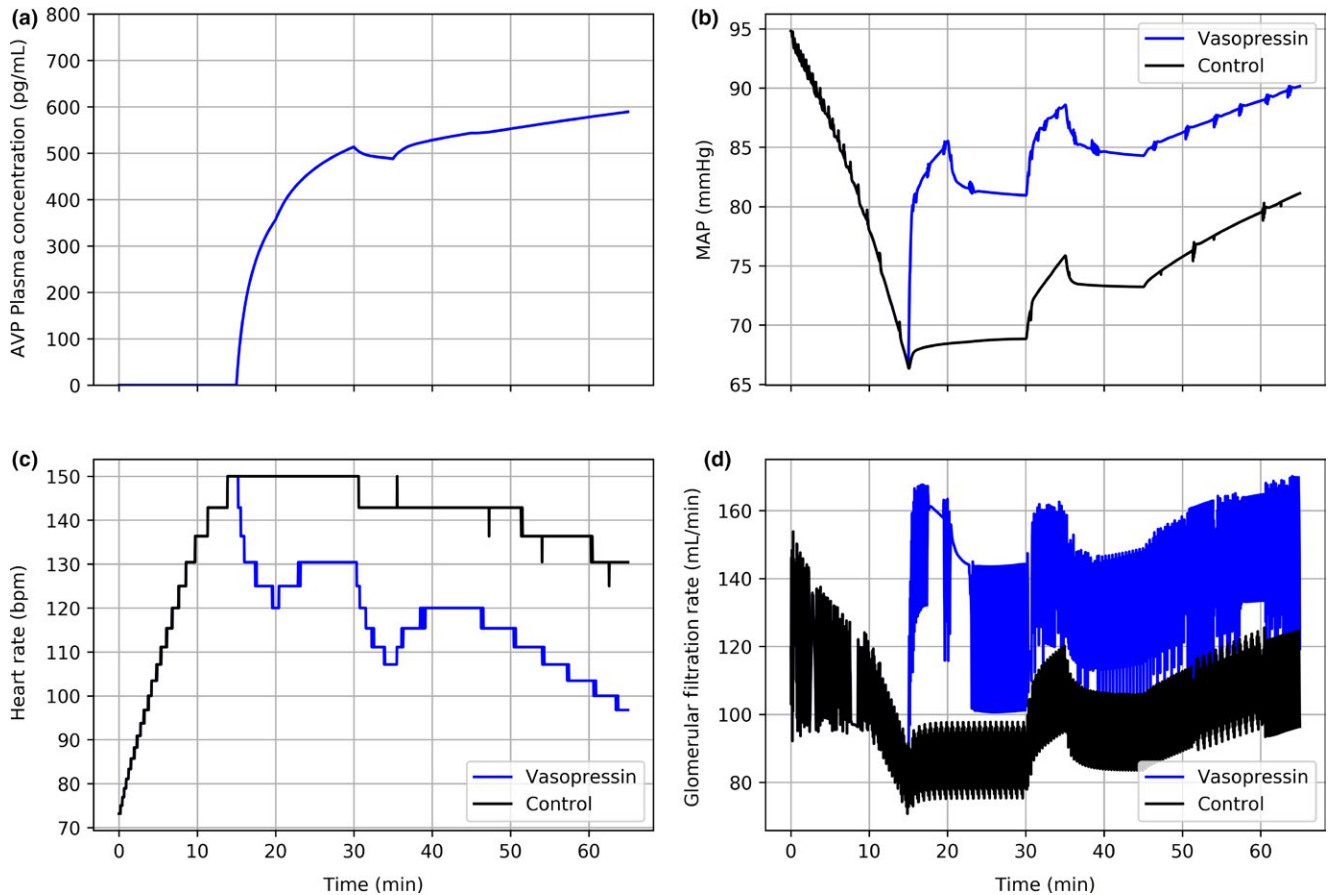 (a)
800
700
600
500
400
300
200
100
0
AVP Plasma concentration (pg/mL)
(b)
95
90
85
80
75
70
65
MAP (mmHg)
Vasopressin
Control
(c)
150
140
130
120
110
100
90
80
70
Heart rate (bpm)
0 10 20 30 40 50 60
Time (min)
Vasopressin
Control
(d)
160
140
120
100
80
Glomerular filtration rate (mL/min)
0 10 20 30 40 50 60
Time (min)
Vasopressin
Control